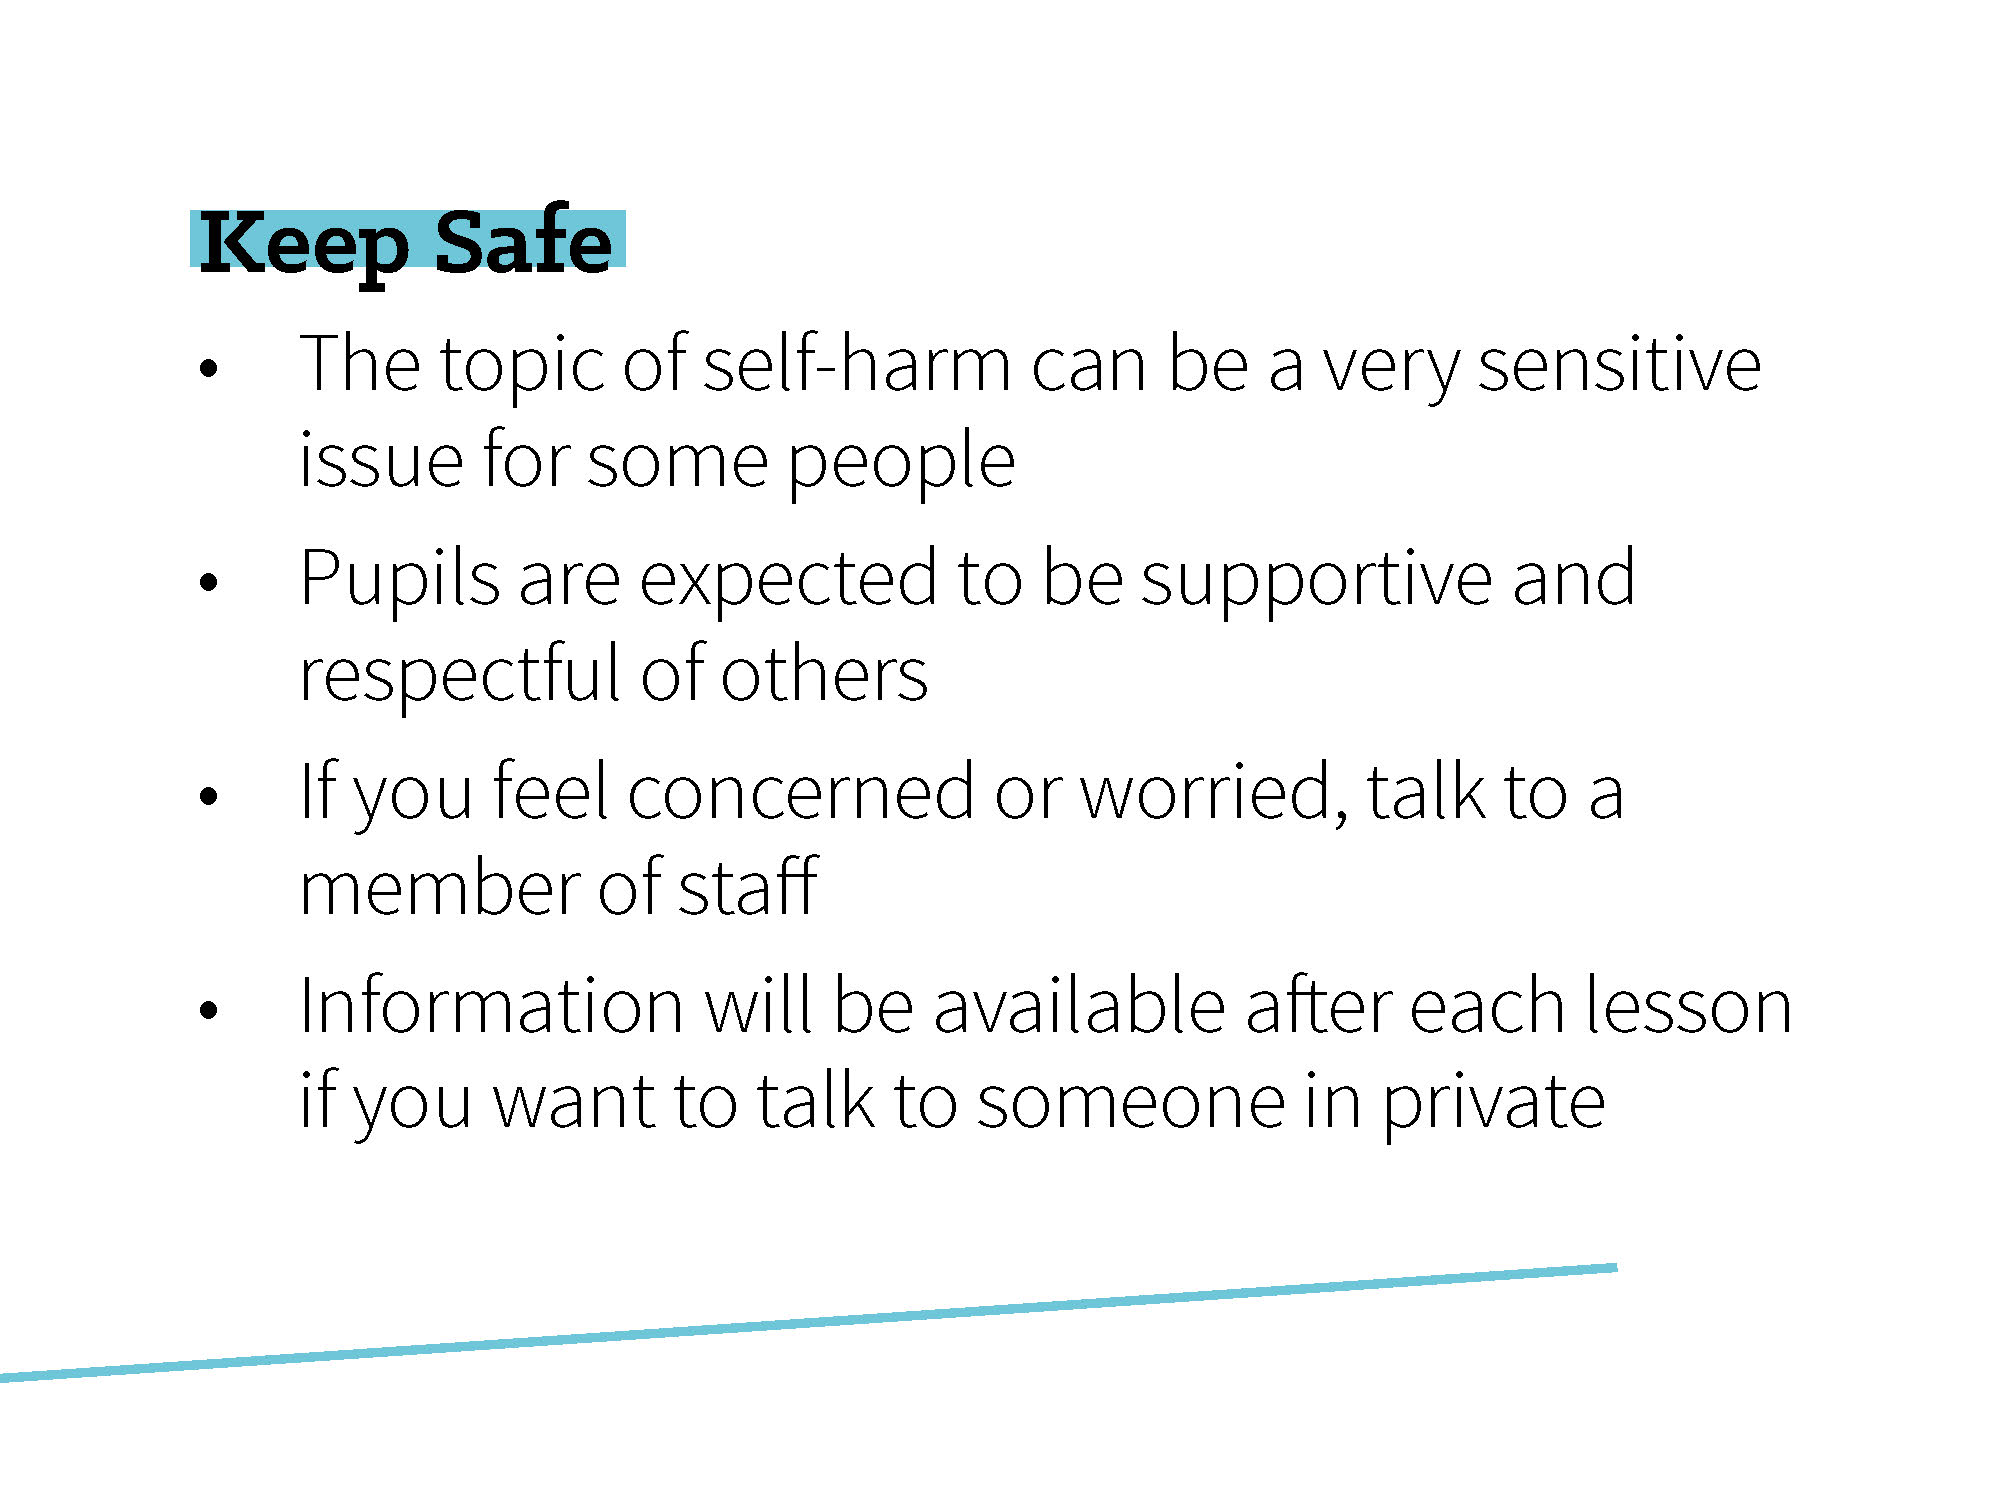 Keep Safe
• The topic of self-harm can be a very sensitive
issue for some people
• Pupils are expected to be supportive and
respectful of others
• If you feel concerned or worried, talk to a
member of staff
• Information will be available after each lesson
if you want to talk to someone in private